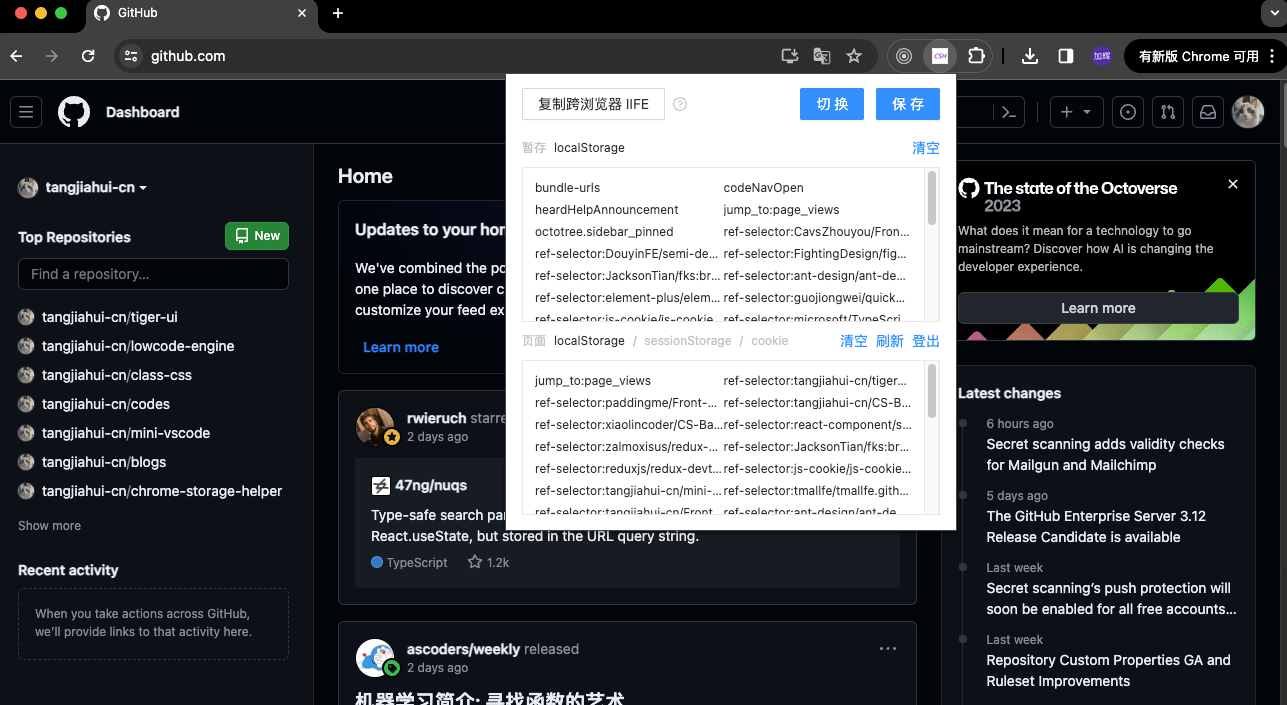 GitHub
github.com
CSH
加辉
有新版 Chrome 可用
Dashboard
tangjiahui-cn
Top Repositories
New
Find a repository...
tangjiahui-cn/tiger-ui
tangjiahui-cn/lowcode-engine
tangjiahui-cn/class-css
tangjiahui-cn/codes
tangjiahui-cn/mini-vscode
tangjiahui-cn/blogs
tangjiahui-cn/chrome-storage-helper
Show more
Recent activity
When you take actions across GitHub,
we'll provide links to that activity here.
Home
Updates to your hor
We've combined the po
one place to discover c
customize your feed ex
Learn more
rwieruch starre
2 days ago
47ng/nuqs
Type-safe search par
React.useState, but stored in the URL query string.
TypeScript 1.2k
ascoders/weekly released
2 days ago
机器学习简介: 寻找函数的艺术
复制跨浏览器 IIFE ? 切 换 保 存
暂存 localStorage 清空
bundle-urls codeNavOpen
heardHelpAnnouncement jump_to:page_views
octotree.sidebar_pinned ref-selector:CavsZhouyou/Fron...
ref-selector:DouyinFE/semi-de... ref-selector:FightingDesign/fig...
ref-selector:JacksonTian/fks:br... ref-selector:ant-design/ant-de...
ref-selector:element-plus/elem... ref-selector:guojiongwei/quick...
ref-selector:js-cookie/js-cookie ref-selector:microsoft/TypeScri
页面 localStorage / sessionStorage / cookie 清空 刷新 登出
jump_to:page_views ref-selector:tangjiahui-cn/tiger...
ref-selector:paddingme/Front-... ref-selector:tangjiahui-cn/CS-B...
ref-selector:xiaolincoder/CS-Ba... ref-selector:react-component/s...
ref-selector:zalmoxisus/redux-... ref-selector:JacksonTian/fks:br...
ref-selector:reduxjs/redux-devt... ref-selector:js-cookie/js-cookie...
ref-selector:tangjiahui-cn/mini-... ref-selector:tmallfe/tmallfe.gith...
ref-selector:tangjiahui-cn/Front ref-selector:ant-design/ant-de
The state of the Octoverse
2023
What does it mean for a technology to go
mainstream? Discover how AI is changing the
developer experience.
Learn more
Latest changes
6 hours ago
Secret scanning adds validity checks
for Mailgun and Mailchimp
5 days ago
The GitHub Enterprise Server 3.12
Release Candidate is available
Last week
Secret scanning's push protection will
soon be enabled for all free accounts...
Last week
Repository Custom Properties GA and
Ruleset Improvements